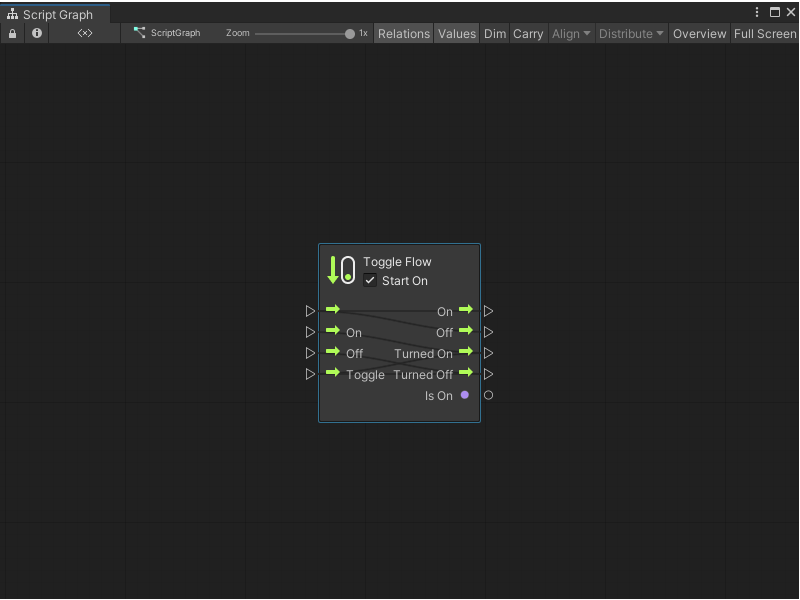 Script Graph
<×> ScriptGraph Zoom 1x Relations Values Dim Carry Align Distribute Overview Full Screen
Toggle Flow
Start On
On
On Off
Off Turned On
Toggle Turned Off
Is On